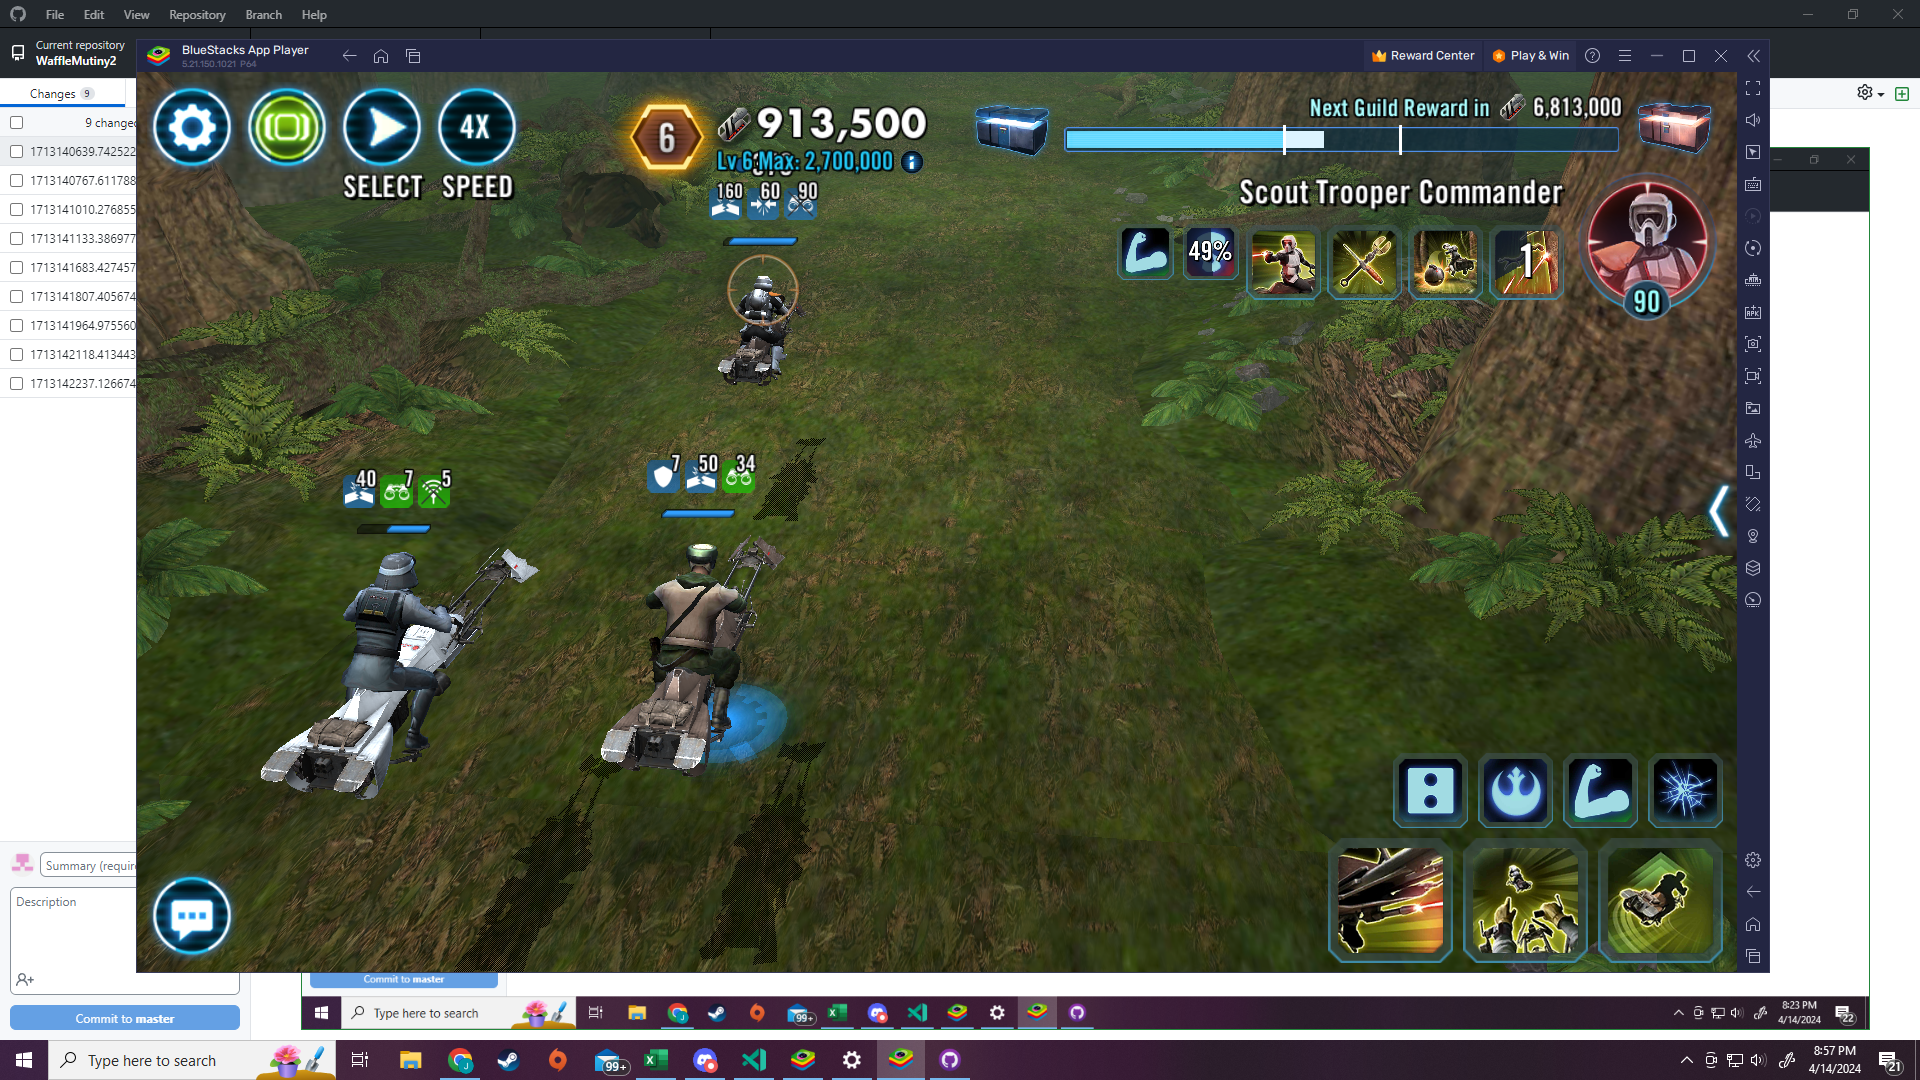 File Edit View Repository Branch Help
Current repository
WaffleMutiny2
BlueStacks App Player
5.21.150.1021 P64
Reward Center
Play & Win
Changes 9
9 changed
1713140639.742522
1713140767.611788
1713141010.276855
1713141133.386977
1713141683.427457
1713141807.405674
1713141964.975560
1713142118.413443
1713142237.126674
4X
SELECT SPEED
6
913,500
Lv 6 Max: 2,700,000
160 60 90
Next Guild Reward in 6,813,000
Scout Trooper Commander
49%
1
90
40 7 5
7 50 34
Summary (require
Description
Commit to master
Commit to master
Type here to search
99+
8:23 PM
4/14/2024
22
Type here to search
99+
8:57 PM
4/14/2024
21